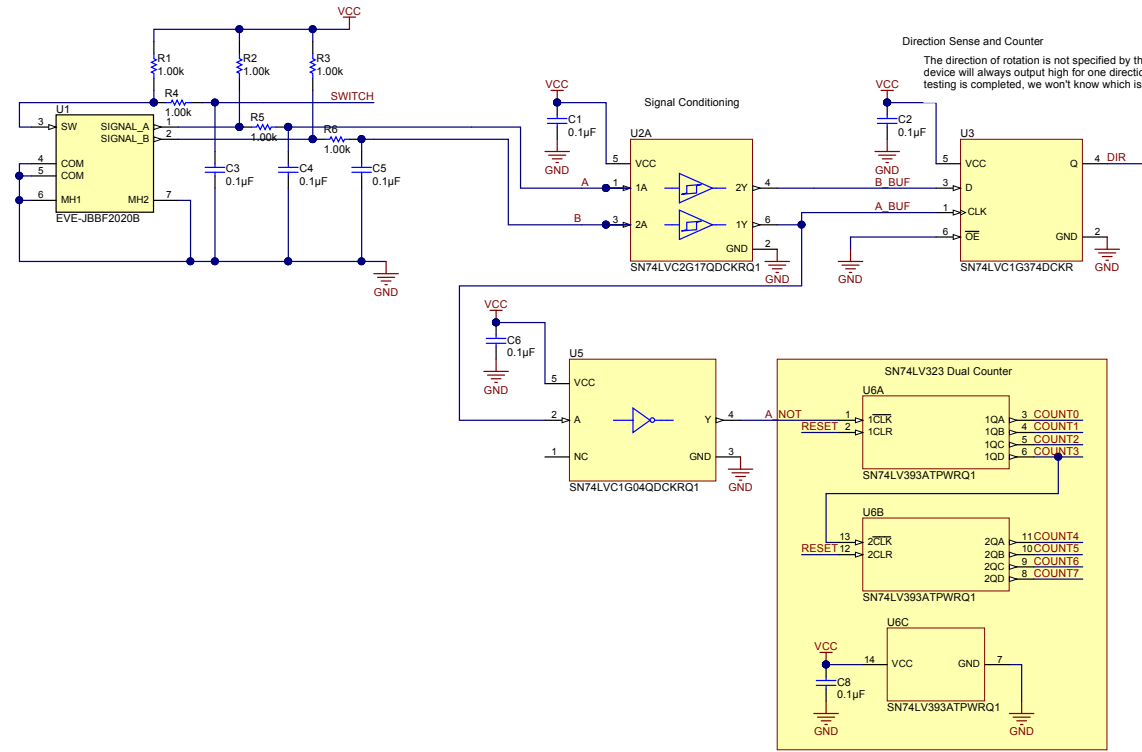 VCC
R1
1.00k
R2
1.00k
R3
1.00k
R4
1.00k
SWITCH
U1
3
SW
SIGNAL_A
1
SIGNAL_B
2
4
COM
5
COM
6
MH1
MH2
7
EVE-JBBF2020B
R5
1.00k
R6
1.00k
C3
0.1µF
C4
0.1µF
C5
0.1µF
GND
Signal Conditioning
VCC
C1
0.1µF
GND
U2A
5
VCC
A
1
1A
2Y
4
B
3
2A
1Y
6
GND
2
SN74LVC2G17QDCKRQ1
GND
Direction Sense and Counter
The direction of rotation is not specified by th
device will always output high for one directio
testing is completed, we won't know which is
VCC
C2
0.1µF
GND
U3
5
VCC
Q
4
DIR
B_BUF
3
D
A_BUF
1
CLK
6
OE
GND
2
SN74LVC1G374DCKR
GND
GND
VCC
C6
0.1µF
GND
U5
5
VCC
2
A
Y
4
1
NC
GND
3
SN74LVC1G04QDCKRQ1
GND
SN74LV323 Dual Counter
U6A
A_NOT
1
1CLK
RESET
2
1CLR
1QA
3
COUNT0
1QB
4
COUNT1
1QC
5
COUNT2
1QD
6
COUNT3
SN74LV393ATPWRQ1
U6B
13
2CLK
RESET
12
2CLR
2QA
11
COUNT4
2QB
10
COUNT5
2QC
9
COUNT6
2QD
8
COUNT7
SN74LV393ATPWRQ1
U6C
VCC
14
VCC
GND
7
C8
0.1µF
SN74LV393ATPWRQ1
GND
GND